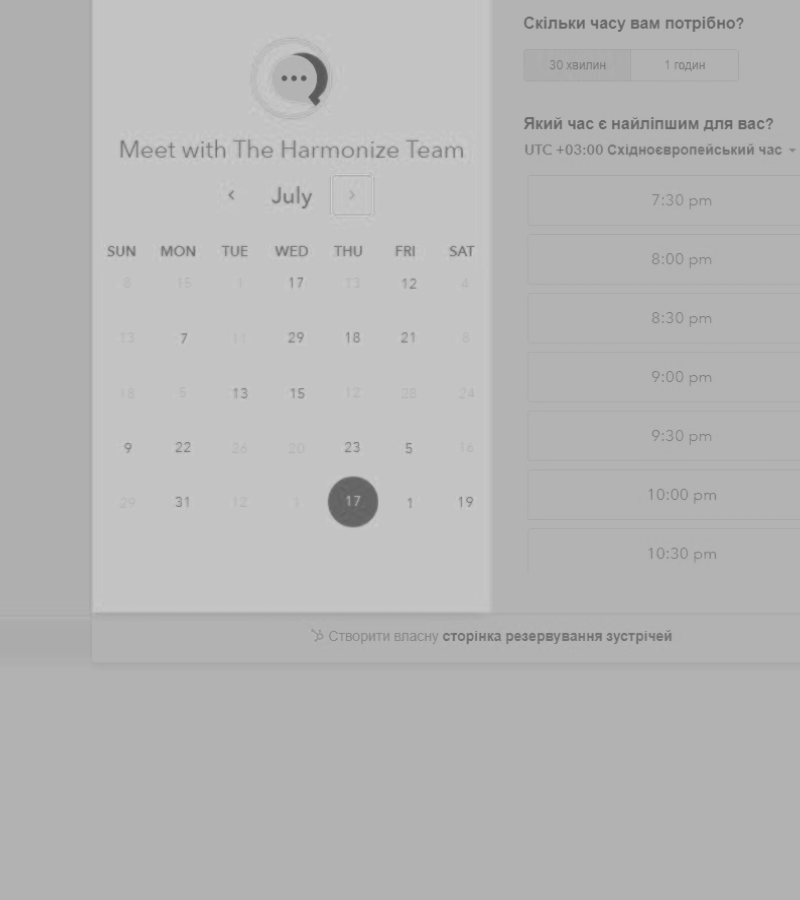 Meet with The Harmonize Team
July
SUN MON TUE WED THU FRI SAT
8 15 1 17 13 12 4
13 7 11 29 18 21 8
18 5 13 15 12 28 24
9 22 26 20 23 5 16
29 31 12 1 17 1 19
Скільки часу вам потрібно?
30 хвилин 1 годин
Який час є найліпшим для вас?
UTC +03:00 Східноєвропейський час
7:30 pm
8:00 pm
8:30 pm
9:00 pm
9:30 pm
10:00 pm
10:30 pm
Створити власну сторінка резервування зустрічей